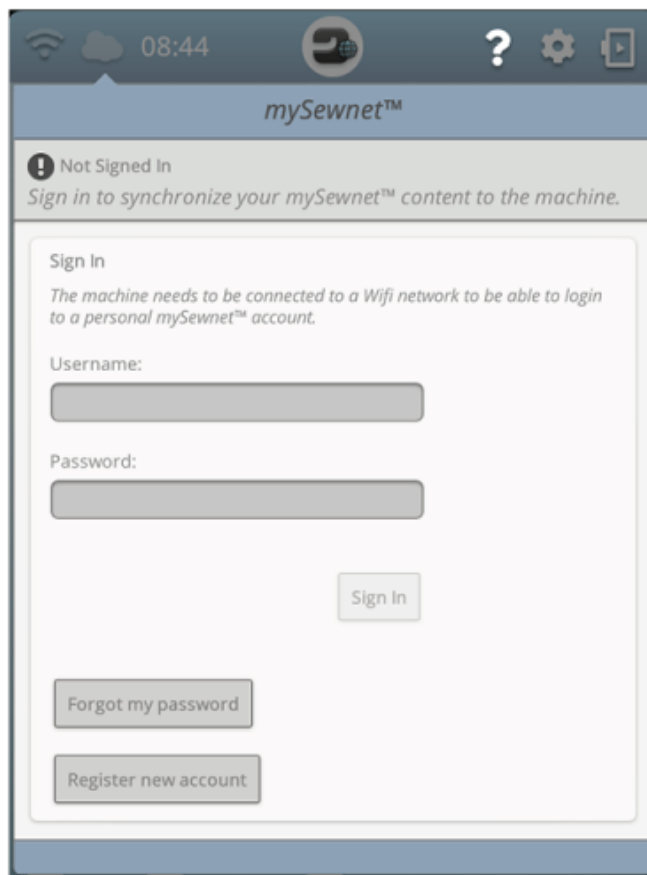 08:44
?
mySewnet™
Not Signed In
Sign in to synchronize your mySewnet™ content to the machine.
Sign In
The machine needs to be connected to a Wifi network to be able to login
to a personal mySewnet™ account.
Username:
Password:
Sign In
Forgot my password
Register new account